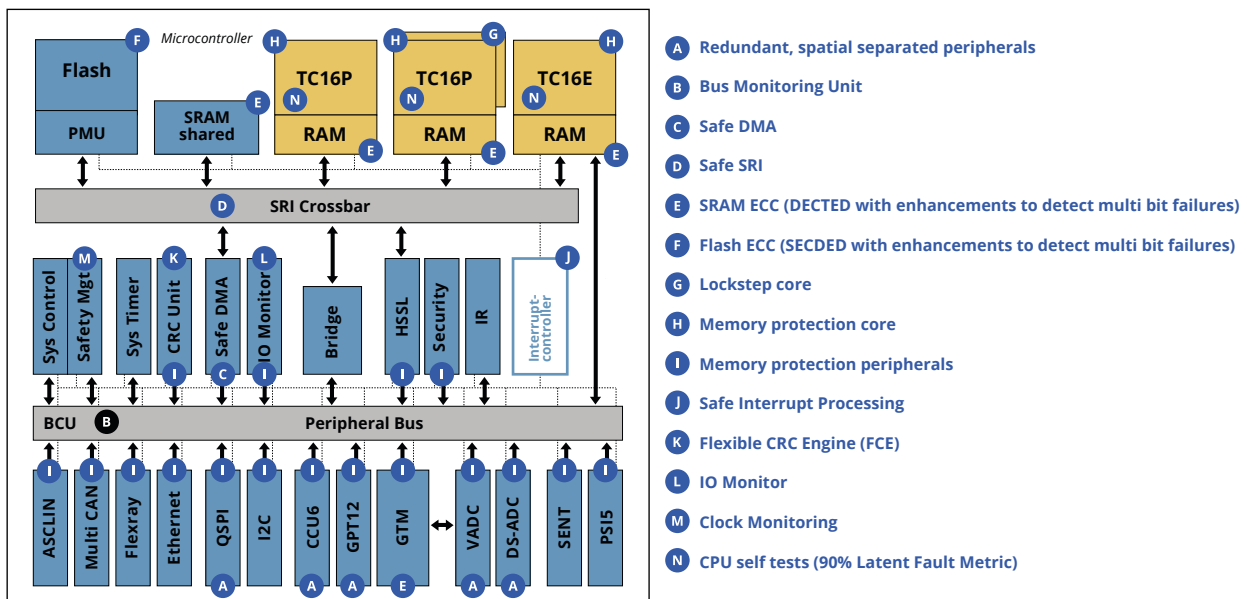 Microcontroller
F
Flash
PMU
E
SRAM
shared
H
TC16P
N
RAM
E
H
G
TC16P
N
RAM
E
H
TC16E
N
RAM
E
D
SRI Crossbar
Sys Control
M
Safety Mgt
Sys Timer
K
CRC Unit
I
Safe DMA
C
L
IO Monitor
I
Bridge
HSSL
I
Security
I
IR
J
Interrupt-
controller
BCU
B
Peripheral Bus
I
ASCLIN
I
Multi CAN
I
Flexray
I
Ethernet
I
QSPI
A
I
I2C
I
CCU6
A
I
GPT12
A
I
GTM
E
I
VADC
A
I
DS-ADC
A
I
SENT
I
PSI5
A Redundant, spatial separated peripherals
B Bus Monitoring Unit
C Safe DMA
D Safe SRI
E SRAM ECC (DECTED with enhancements to detect multi bit failures)
F Flash ECC (SECDED with enhancements to detect multi bit failures)
G Lockstep core
H Memory protection core
I Memory protection peripherals
J Safe Interrupt Processing
K Flexible CRC Engine (FCE)
L IO Monitor
M Clock Monitoring
N CPU self tests (90% Latent Fault Metric)